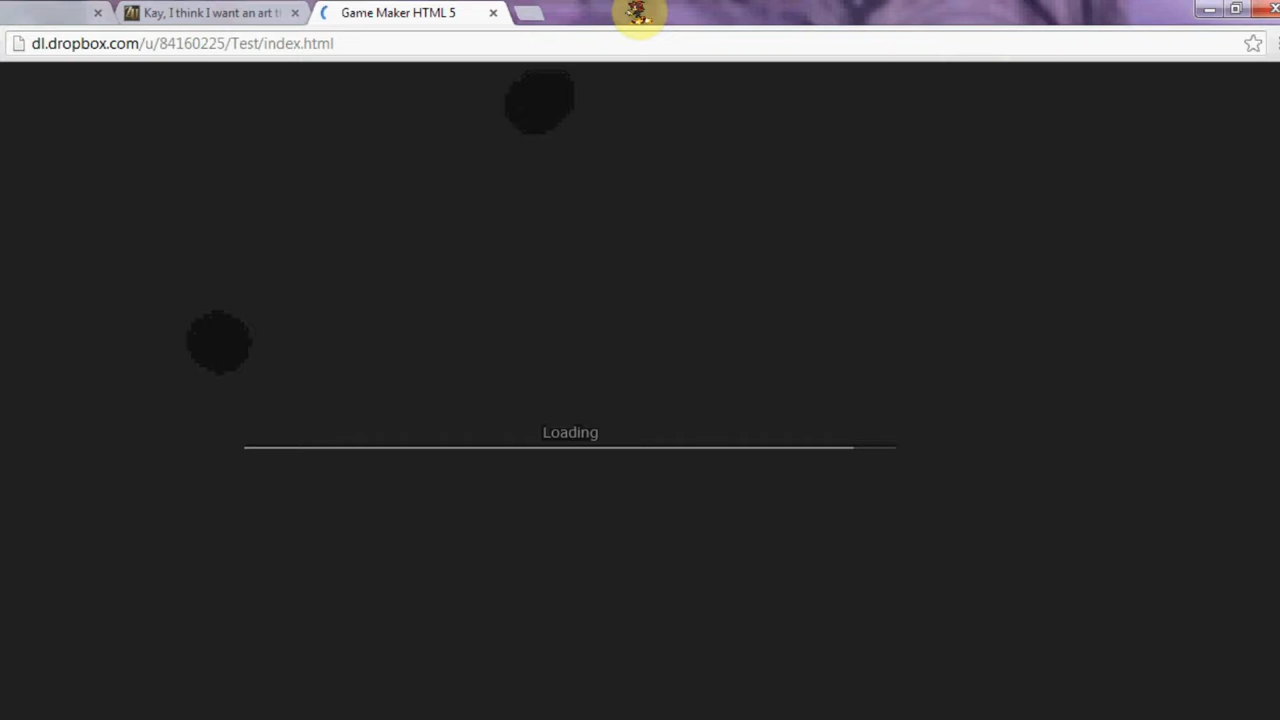 Kay, I think I want an art t
Game Maker HTML 5
dl.dropbox.com/u/84160225/Test/index.html
Loading